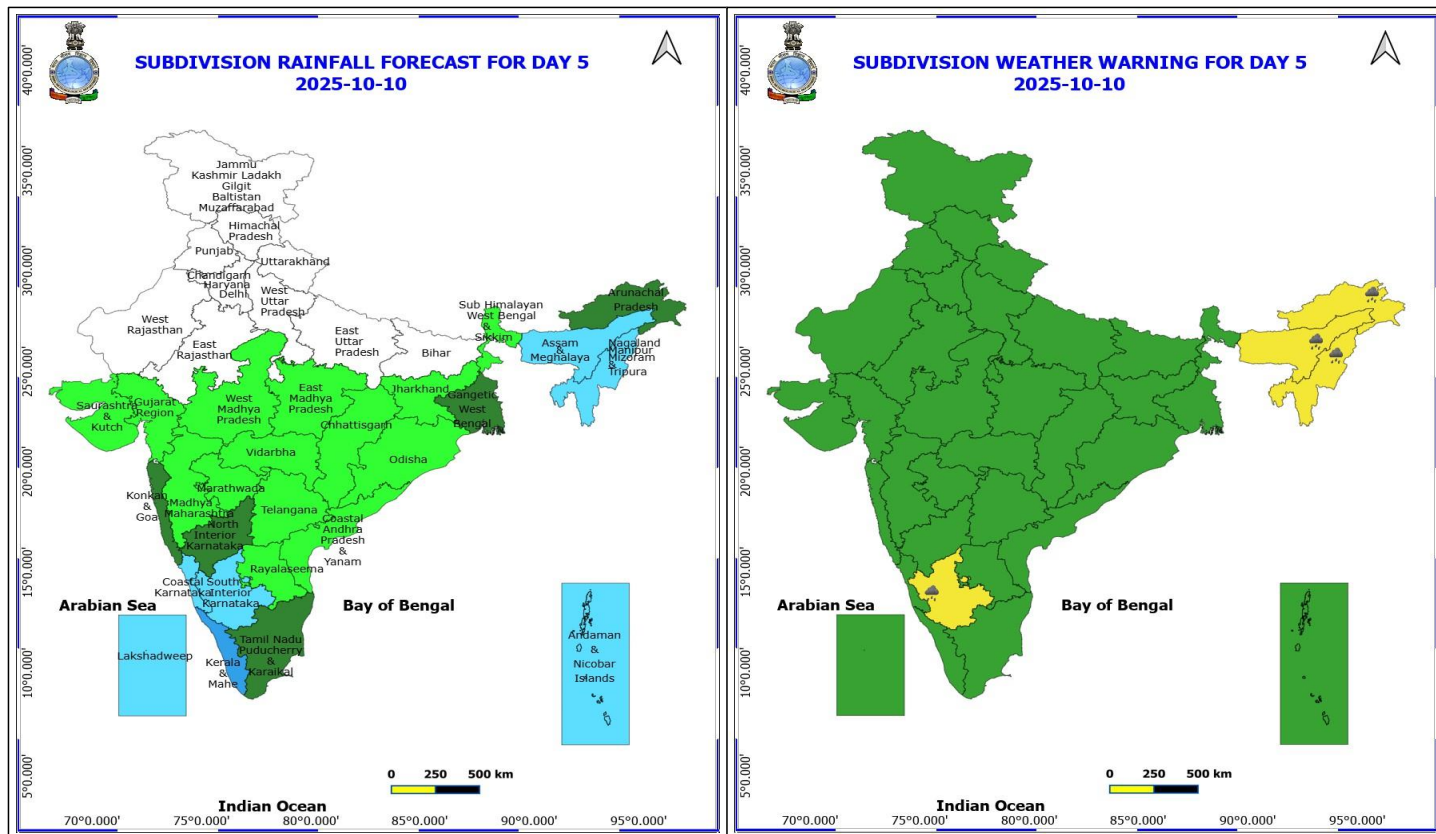 SUBDIVISION RAINFALL FORECAST FOR DAY 5
2025-10-10
40°0.000'
35°0.000'
30°0.000'
25°0.000'
20°0.000'
15°0.000'
10°0.000'
5°0.000'
Jammu
Kashmir Ladakh
Gilgit
Baltistan
Muzaffarabad
Himachal
Pradesh
Punjab
Uttarakhand
Chandigarh
Haryana
Delhi
West
Uttar
Pradesh
West
Rajasthan
East
Rajasthan
East
Uttar
Pradesh
Bihar
Sub Himalayan
West Bengal
&
Sikkim
Arunachal
Pradesh
Assam
&
Meghalaya
Nagaland
Manipur
Mizoram
&
Tripura
Saurashtra
&
Kutch
Gujarat
Region
West
Madhya
Pradesh
East
Madhya
Pradesh
Jharkhand
Gangetic
West
Bengal
Chhattisgarh
Vidarbha
Odisha
Konkan
&
Goa
Madhya
Maharashtra
Marathwada
Telangana
North
Interior
Karnataka
Coastal
Andhra
Pradesh
&
Yanam
Rayalaseema
Coastal
Karnataka
South
Interior
Karnataka
Arabian Sea
Bay of Bengal
Lakshadweep
Kerala
&
Mahe
Tamil Nadu
Puducherry
&
Karaikal
Andaman
&
Nicobar
Islands
0 250 500 km
Indian Ocean
70°0.000' 75°0.000' 80°0.000' 85°0.000' 90°0.000' 95°0.000'
SUBDIVISION WEATHER WARNING FOR DAY 5
2025-10-10
40°0.000'
35°0.000'
30°0.000'
25°0.000'
20°0.000'
15°0.000'
10°0.000'
5°0.000'
Arabian Sea
Bay of Bengal
0 250 500 km
Indian Ocean
70°0.000' 75°0.000' 80°0.000' 85°0.000' 90°0.000' 95°0.000'